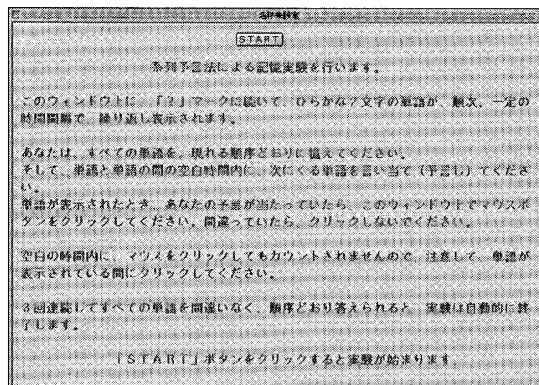 START
系列予言法による記憶実験を行います。
このウィンドウ上に、「?」マークに続いて、ひらかな2文字の単語が、順次、一定の
時間間隔で、繰り返し表示されます。
あなたは、すべての単語を、現れる順序どおりに憶えてください。
そして、単語と単語の間の空白時間内に、次にくる単語を言い当て(予言し)てくださ
い。
単語が表示されたとき、あなたの予言が当たっていたら、このウィンドウ上でマウスボ
タンをクリックしてください。間違っていたら、クリックしないでください。
空白の時間内に、マウスをクリックしてもカウントされませんので、注意して、単語が
表示されている間にクリックしてください。
3回連続してすべての単語を間違いなく、順序どおり答えられると、実験は自動的に終
了します。
「START」ボタンをクリックすると実験が始まります